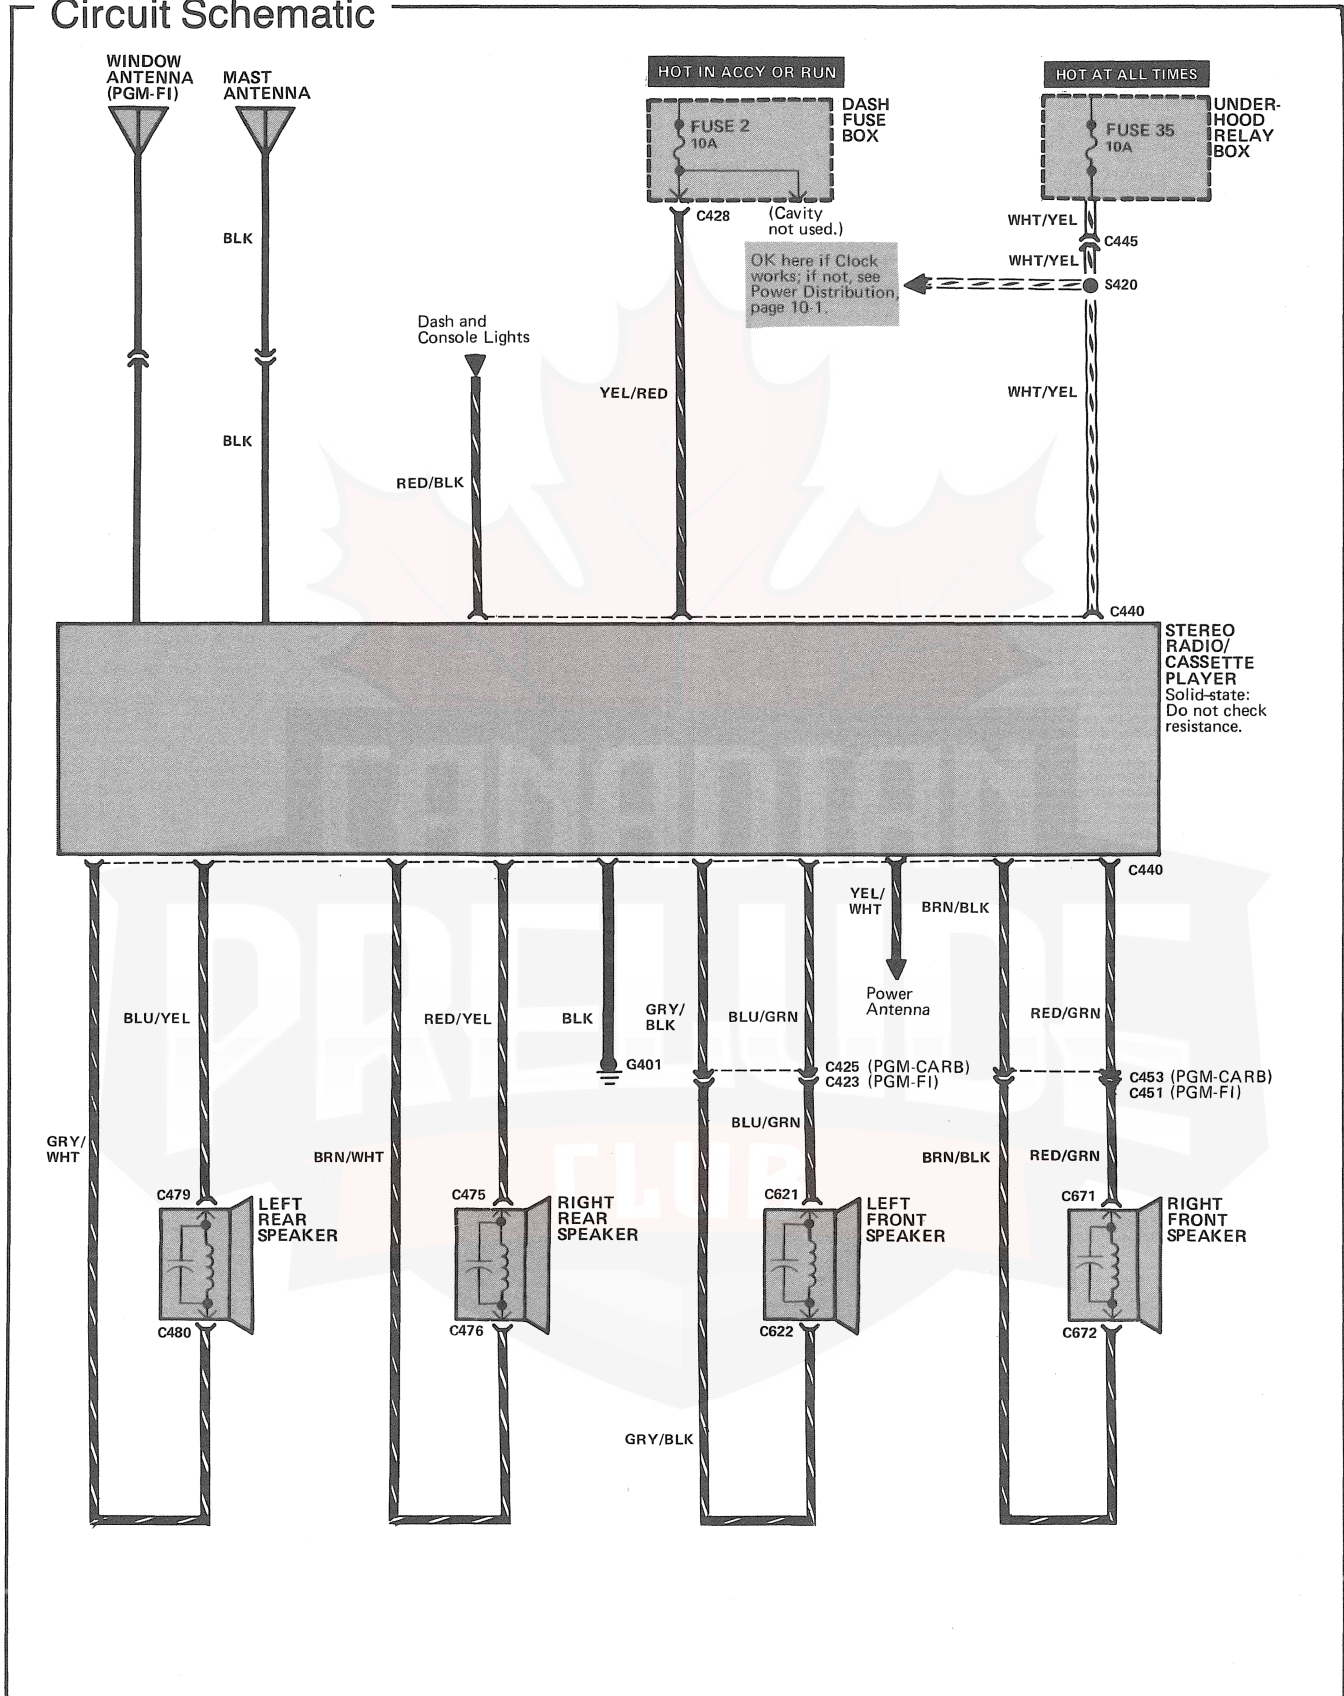 Circuit Schematic
WINDOW
ANTENNA
(PGM-FI)
MAST
ANTENNA
HOT IN ACCY OR RUN
HOT AT ALL TIMES
FUSE 2
10A
DASH
FUSE
BOX
FUSE 35
10A
UNDER-
HOOD
RELAY
BOX
C428
(Cavity
not used.)
WHT/YEL
C445
WHT/YEL
S420
BLK
OK here if Clock
works; if not, see
Power Distribution,
page 10-1.
Dash and
Console Lights
YEL/RED
WHT/YEL
BLK
RED/BLK
C440
STEREO
RADIO/
CASSETTE
PLAYER
Solid-state:
Do not check
resistance.
CANADIAN
PRELUDE
CLUB
C440
YEL/
WHT
BRN/BLK
Power
Antenna
BLU/YEL
RED/YEL
BLK
GRY/
BLK
BLU/GRN
RED/GRN
G401
C425 (PGM-CARB)
C423 (PGM-FI)
C453 (PGM-CARB)
C451 (PGM-FI)
GRY/
WHT
BRN/WHT
BLU/GRN
BRN/BLK
RED/GRN
C479
LEFT
REAR
SPEAKER
C480
C475
RIGHT
REAR
SPEAKER
C476
C621
LEFT
FRONT
SPEAKER
C622
C671
RIGHT
FRONT
SPEAKER
C672
GRY/BLK